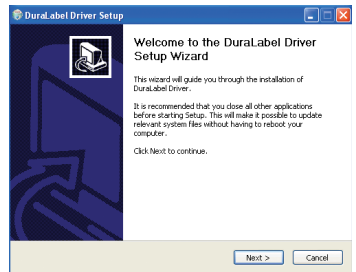 DuraLabel Driver Setup
Welcome to the DuraLabel Driver
Setup Wizard
This wizard will guide you through the installation of
DuraLabel Driver.
It is recommended that you close all other applications
before starting Setup. This will make it possible to update
relevant system files without having to reboot your
computer.
Click Next to continue.
Next >
Cancel